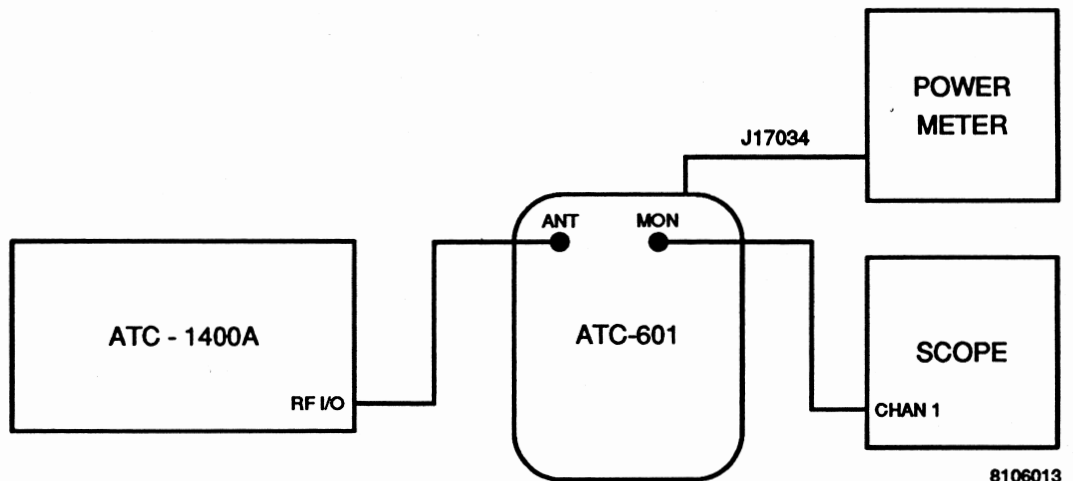 POWER
METER
J17034
ANT
MON
ATC - 1400A
RF I/O
ATC-601
SCOPE
CHAN 1
8106013